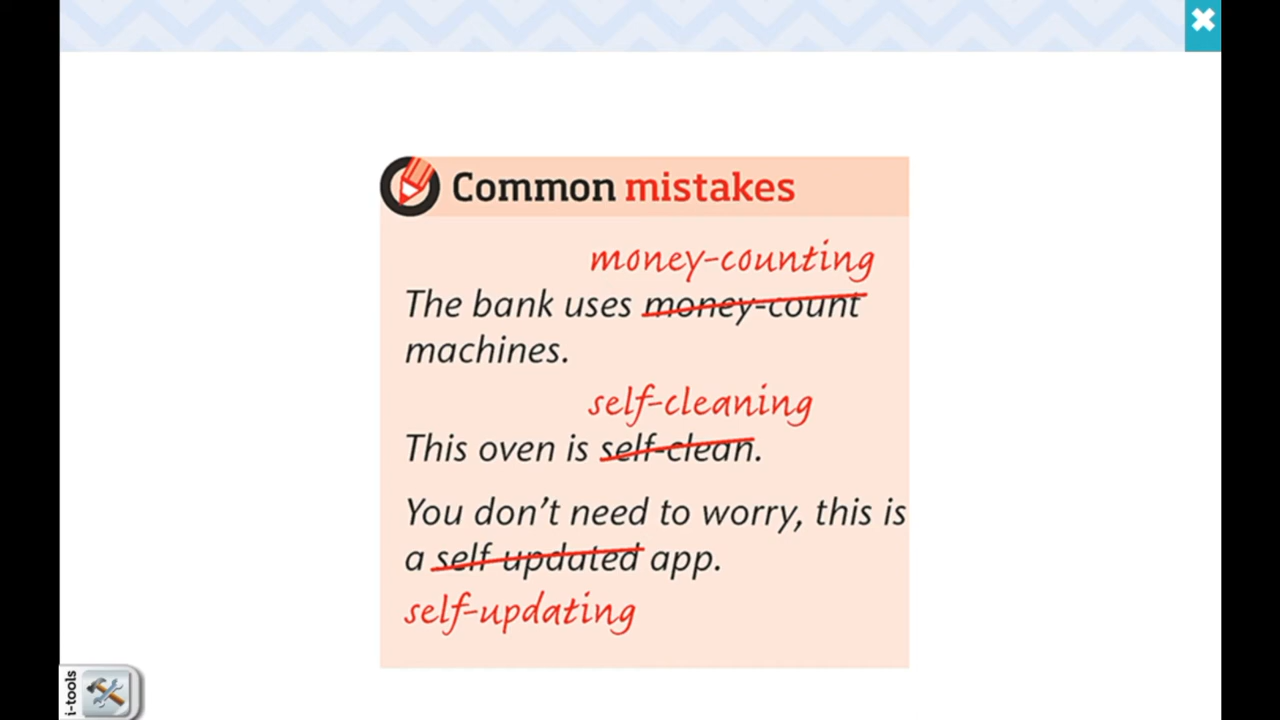 Common mistakes
money-counting
The bank uses money-count
machines.
self-cleaning
This oven is self-clean.
You don't need to worry, this is
a self-updated app.
self-updating
i-tools